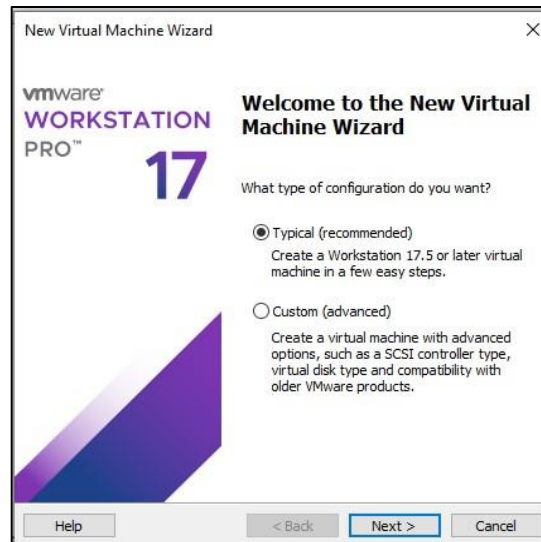 New Virtual Machine Wizard
vmware
WORKSTATION
PRO™
17
Welcome to the New Virtual
Machine Wizard
What type of configuration do you want?
Typical (recommended)
Create a Workstation 17.5 or later virtual
machine in a few easy steps.
Custom (advanced)
Create a virtual machine with advanced
options, such as a SCSI controller type,
virtual disk type and compatibility with
older VMware products.
Help
< Back
Next >
Cancel